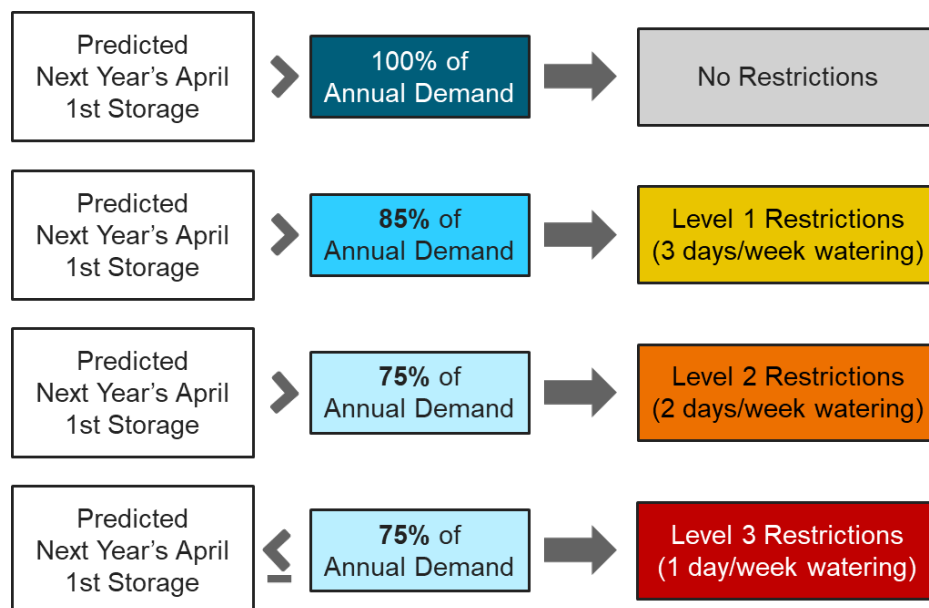 Predicted
Next Year's April
1st Storage
>
100% of
Annual Demand
No Restrictions
Predicted
Next Year's April
1st Storage
>
85% of
Annual Demand
Level 1 Restrictions
(3 days/week watering)
Predicted
Next Year's April
1st Storage
>
75% of
Annual Demand
Level 2 Restrictions
(2 days/week watering)
Predicted
Next Year's April
1st Storage
≤
75% of
Annual Demand
Level 3 Restrictions
(1 day/week watering)